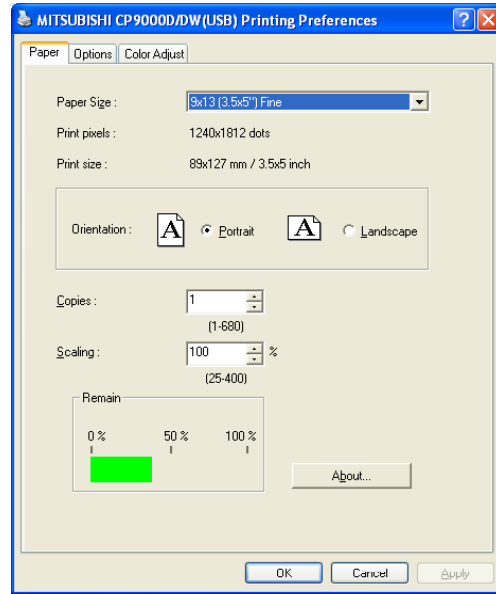 MITSUBISHI CP9000D/DW(USB) Printing Preferences
Paper Options Color Adjust
Paper Size : 9x13 (3.5x5") Fine
Print pixels : 1240x1812 dots
Print size : 89x127 mm / 3.5x5 inch
Orientation : A Portrait A Landscape
Copies : 1
(1-680)
Scaling : 100 %
(25-400)
Remain
0 % 50 % 100 %
About...
OK Cancel Apply